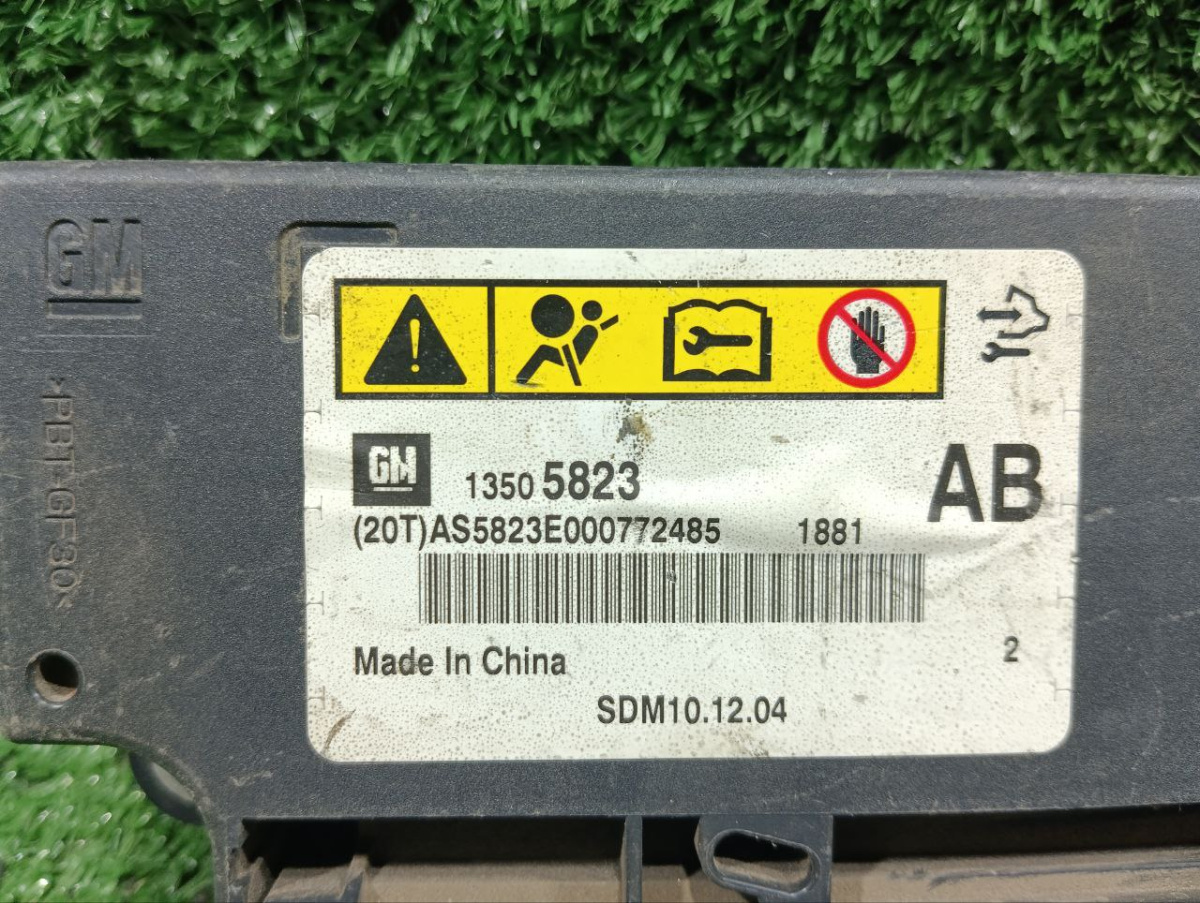 GM
>PBT-GF30<
GM 1350 5823
AB
(20T)AS5823E000772485 1881
Made In China
2
SDM10.12.04